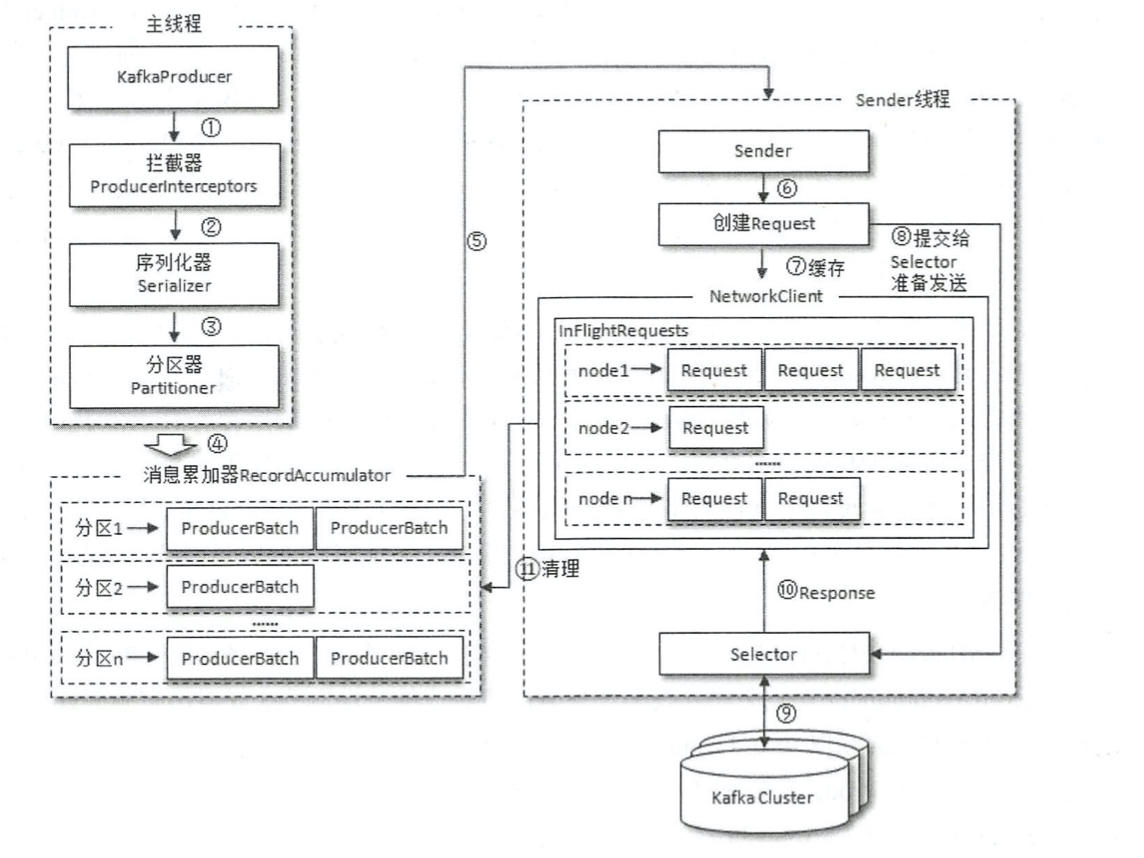 主线程
KafkaProducer
①
拦截器
ProducerInterceptors
②
序列化器
Serializer
③
分区器
Partitioner
④
消息累加器RecordAccumulator
分区1
ProducerBatch
ProducerBatch
分区2
ProducerBatch
……
分区n
ProducerBatch
ProducerBatch
⑤
Sender线程
Sender
⑥
创建Request
⑦缓存
⑧提交给
Selector
准备发送
NetworkClient
InFlightRequests
node1
Request
Request
Request
node2
Request
……
node n
Request
Request
⑪清理
⑩Response
Selector
⑨
Kafka Cluster